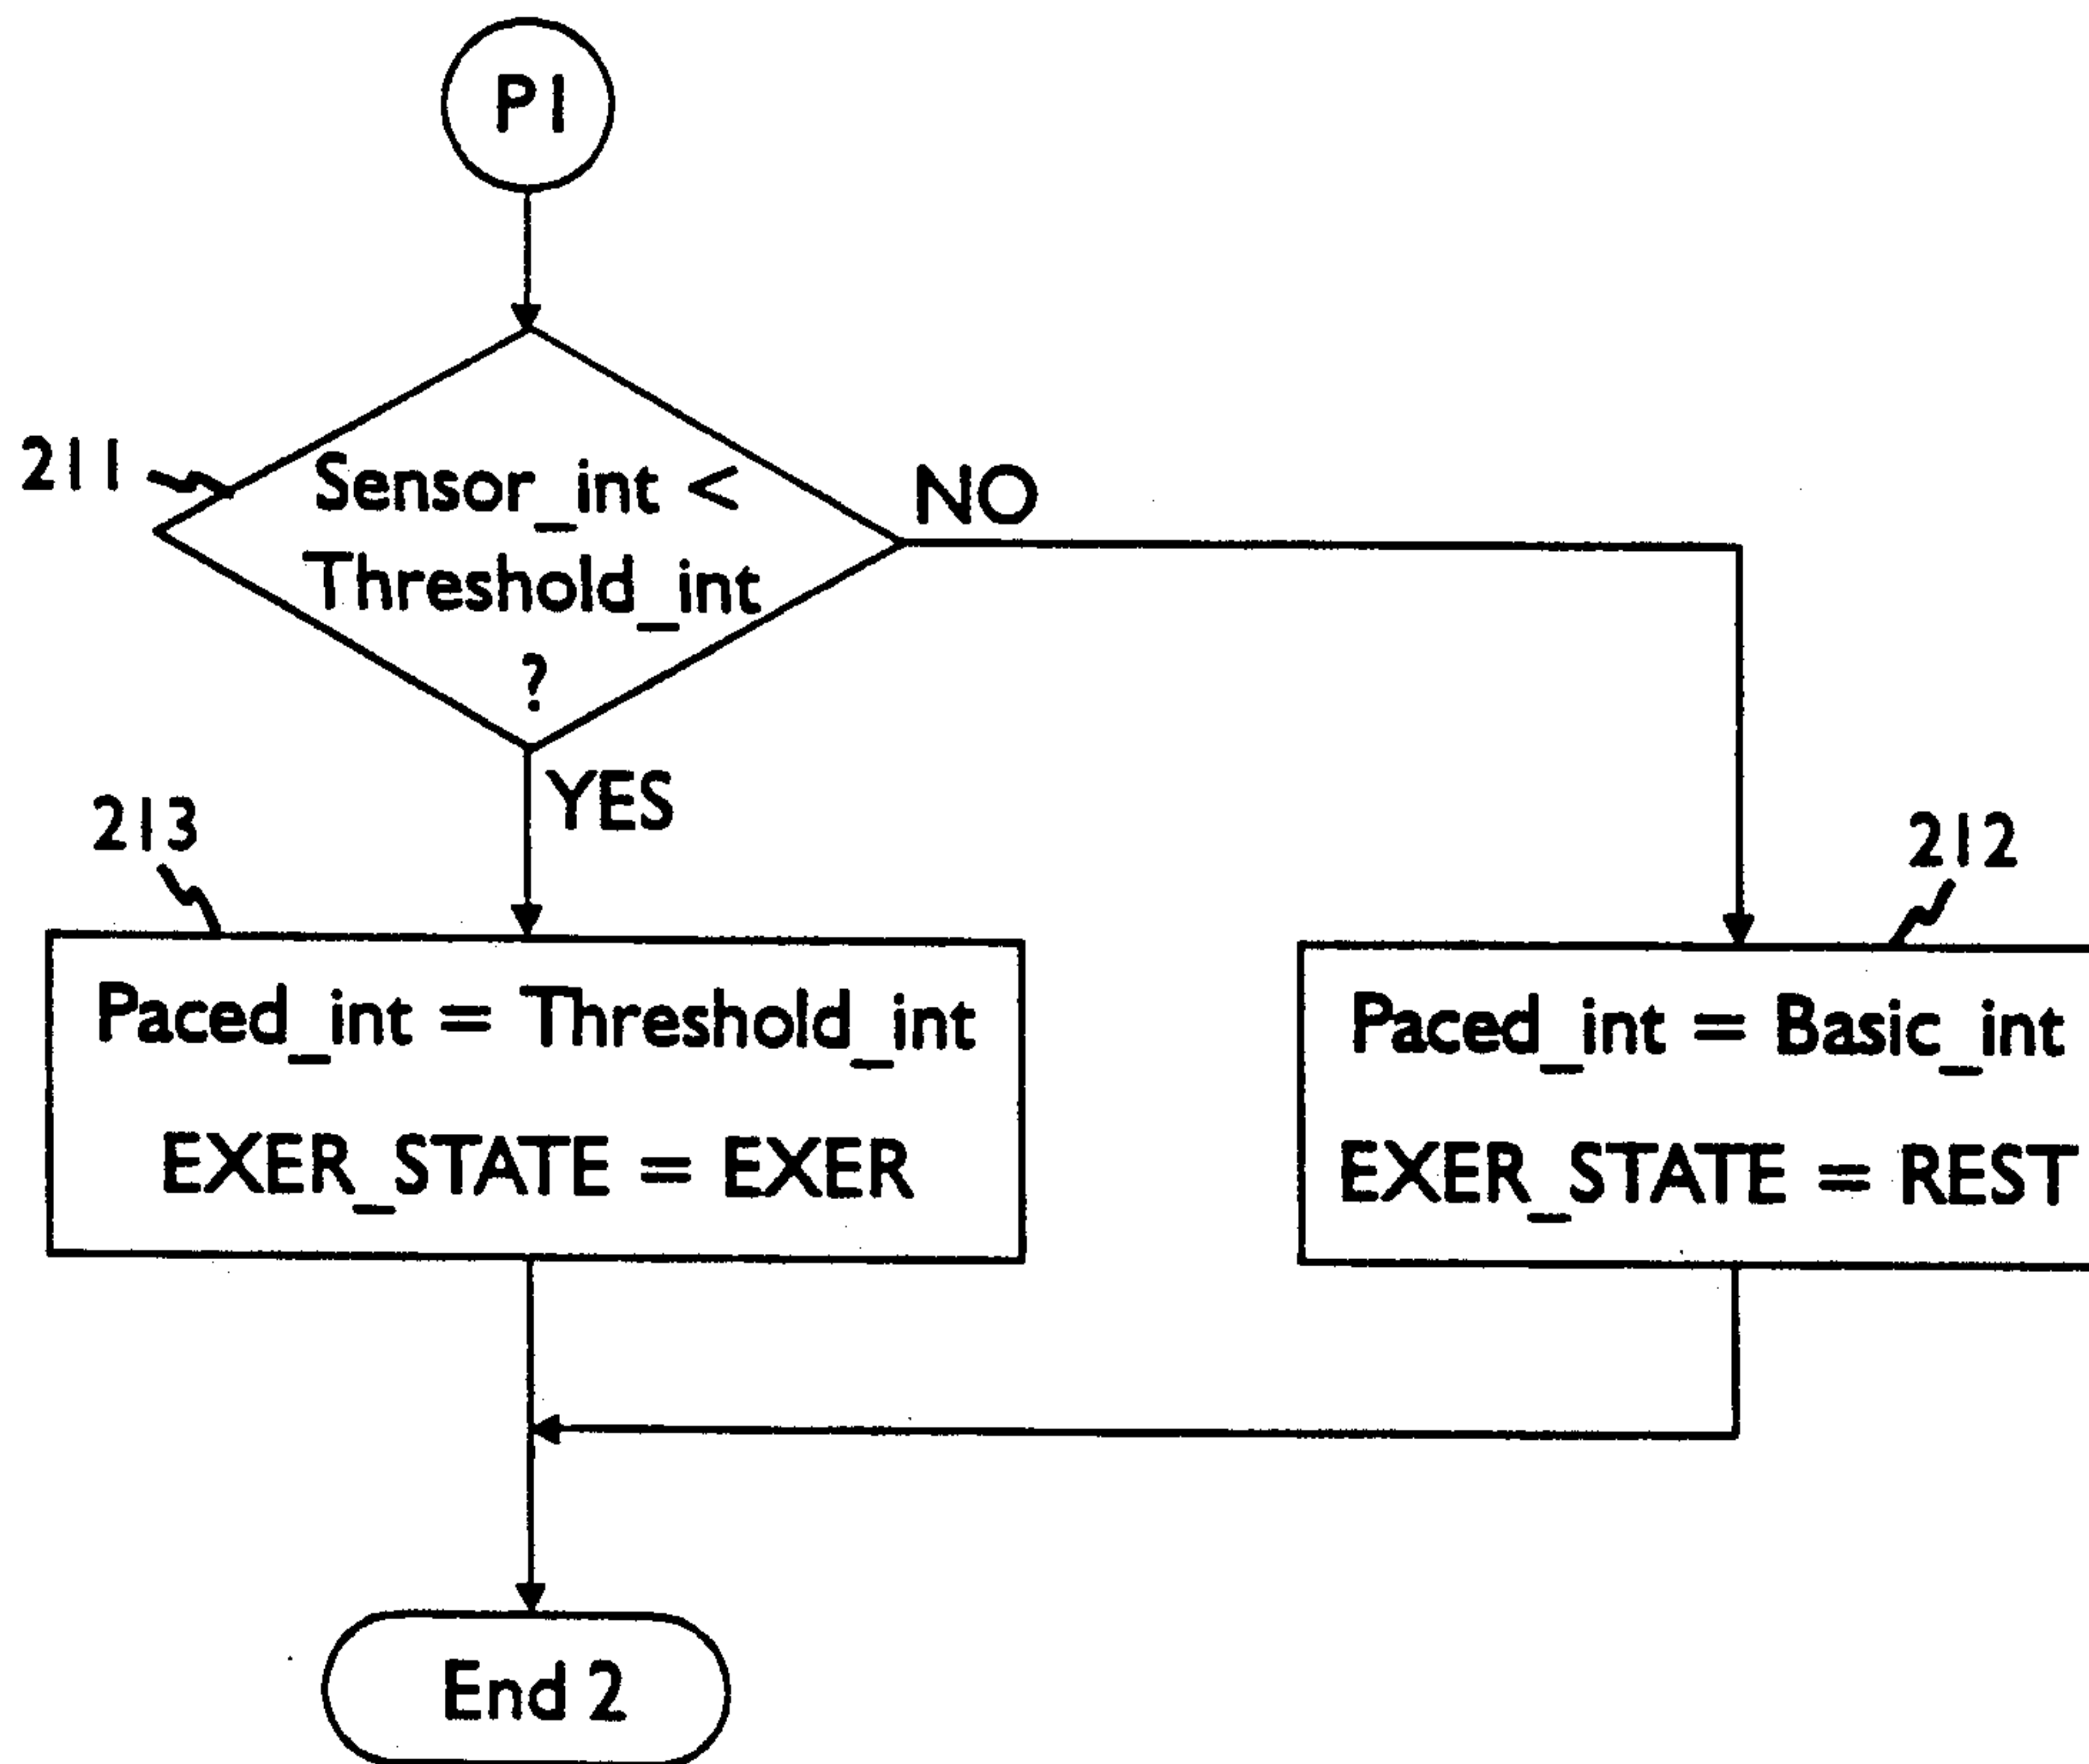 P1
211
Sensor_int <
Threshold_int
?
NO
YES
213
212
Paced_int = Threshold_int
EXER_STATE = EXER
Paced_int = Basic_int
EXER_STATE = REST
End 2